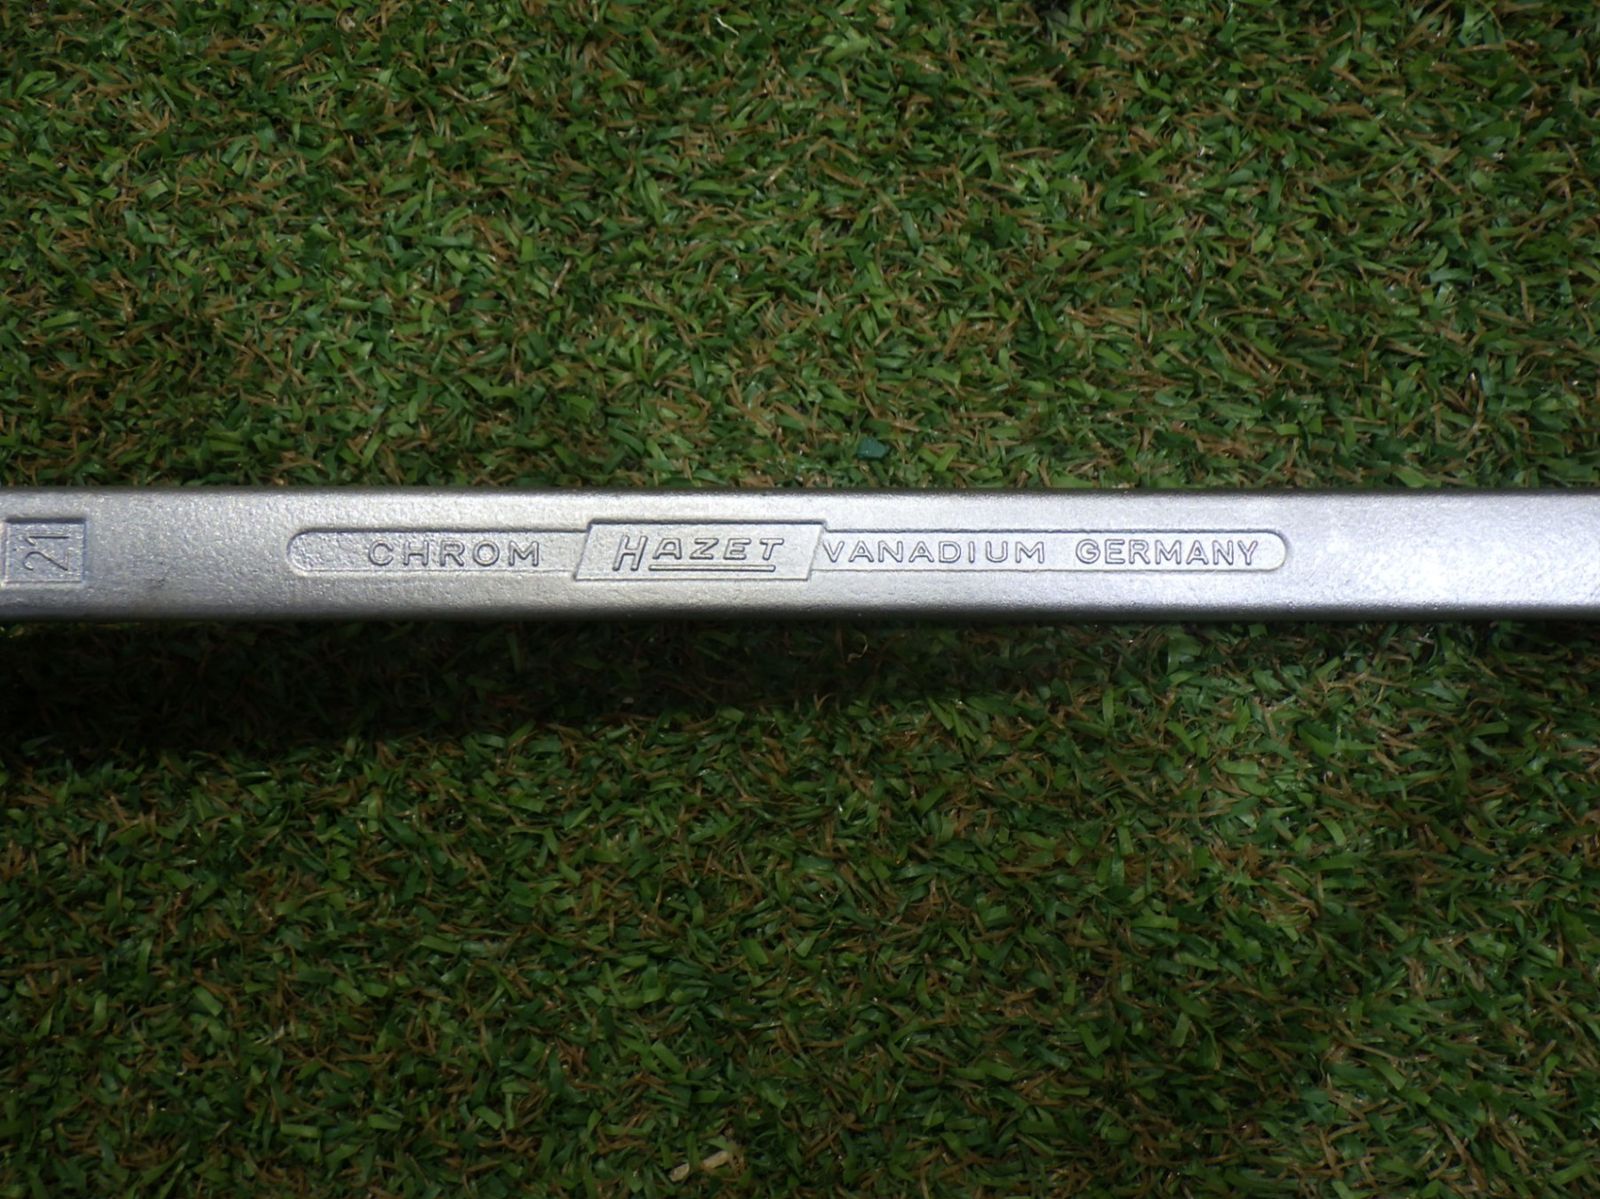 21
CHROM HAZET VANADIUM GERMANY